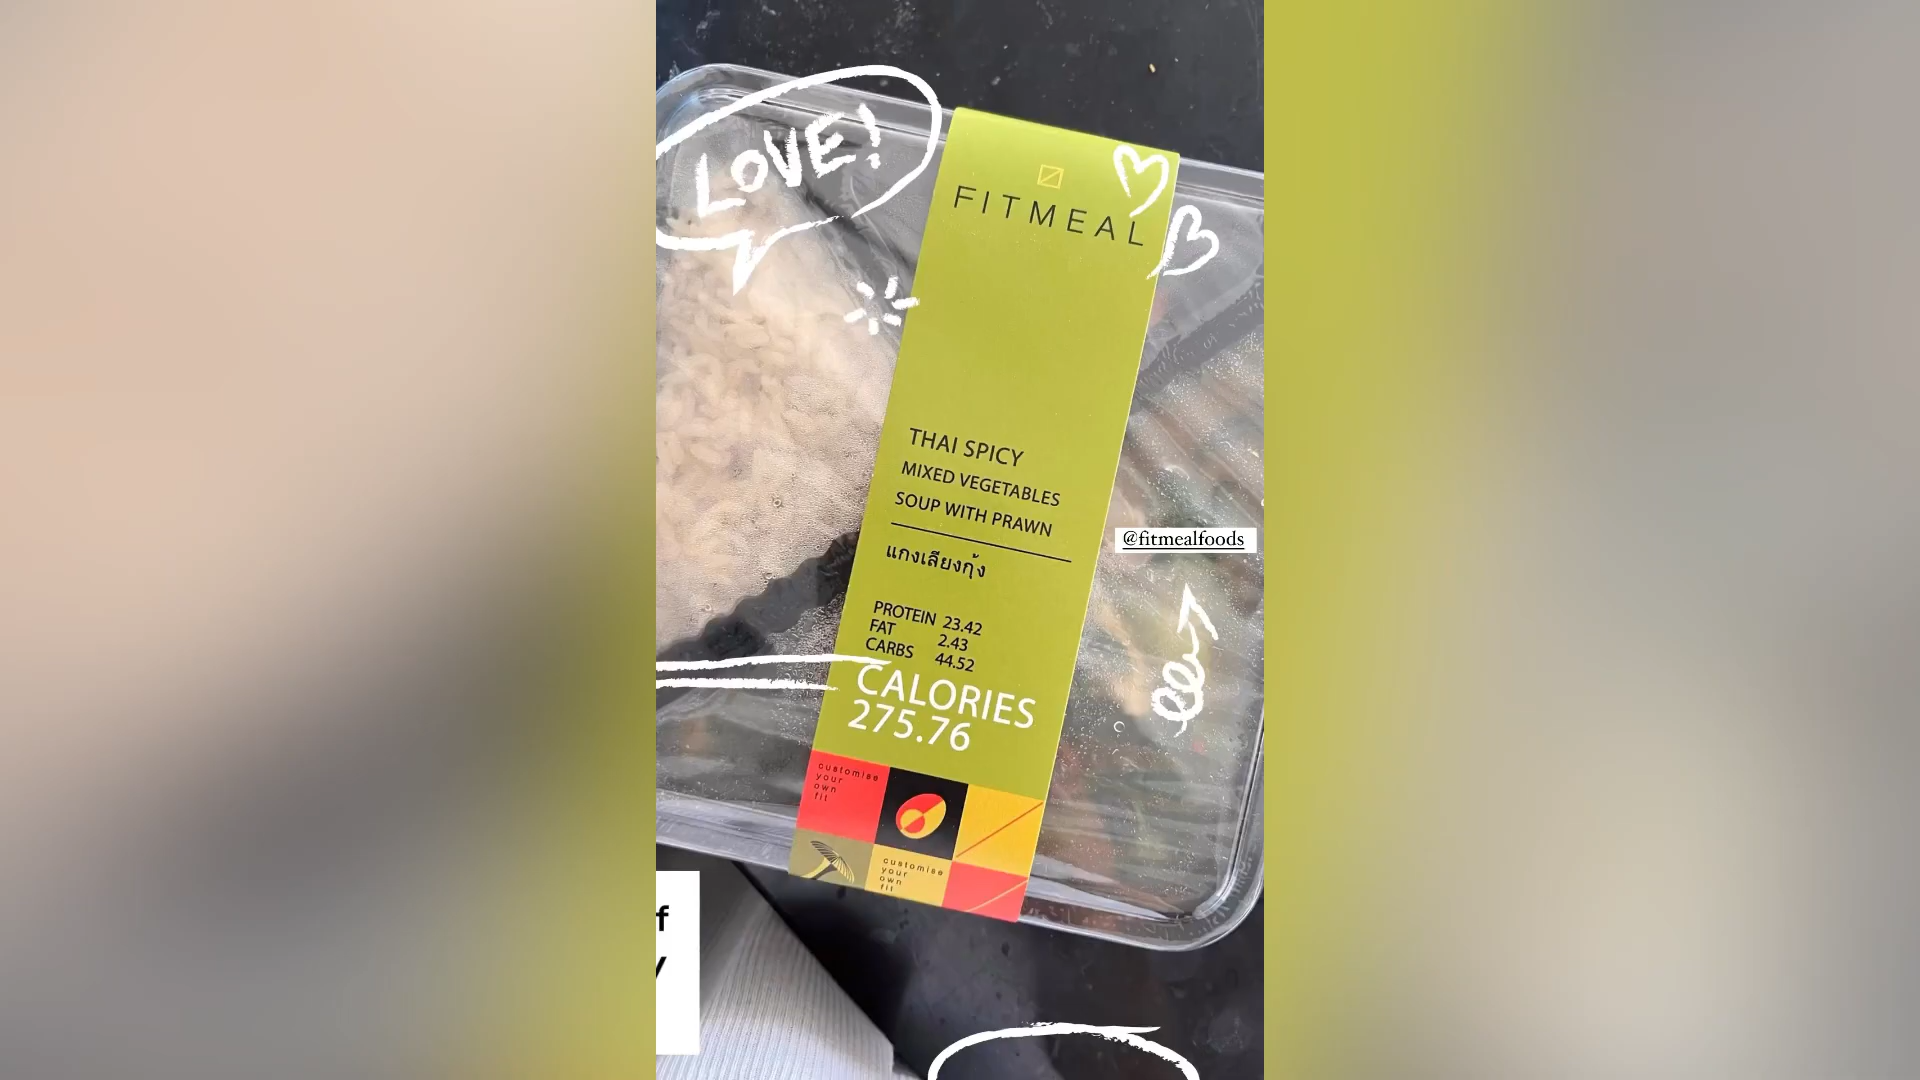 LOVE!
FITMEAL
THAI SPICY
MIXED VEGETABLES
SOUP WITH PRAWN
แกงเลียงกุ้ง
@fitmealfoods
PROTEIN 23.42
FAT 2.43
CARBS 44.52
CALORIES
275.76
customise
your
own
fit
customise
your
own
fit